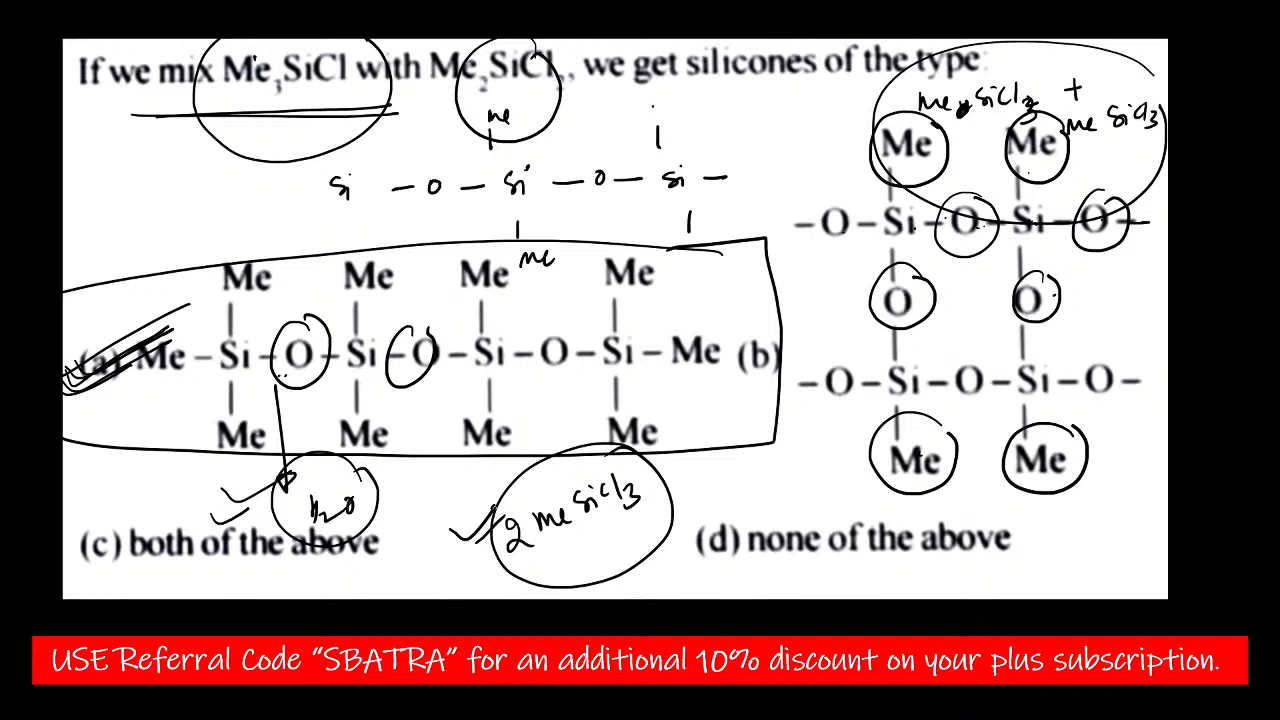 If we mix Me₃SiCl with Me₂SiCl₂, we get silicones of the type:
me SiCl₃ + me SiCl₃
me
Si – O – Si – O – Si –
me
Me Me Me Me
Me – Si – O – Si – O – Si – O – Si – Me
Me Me Me Me
(a)
(b)
Me Me
– O – Si – O – Si – O –
O O
– O – Si – O – Si – O –
Me Me
H₂O
2 me SiCl₃
(c) both of the above
(d) none of the above
USE Referral Code “SBATRA” for an additional 10% discount on your plus subscription.